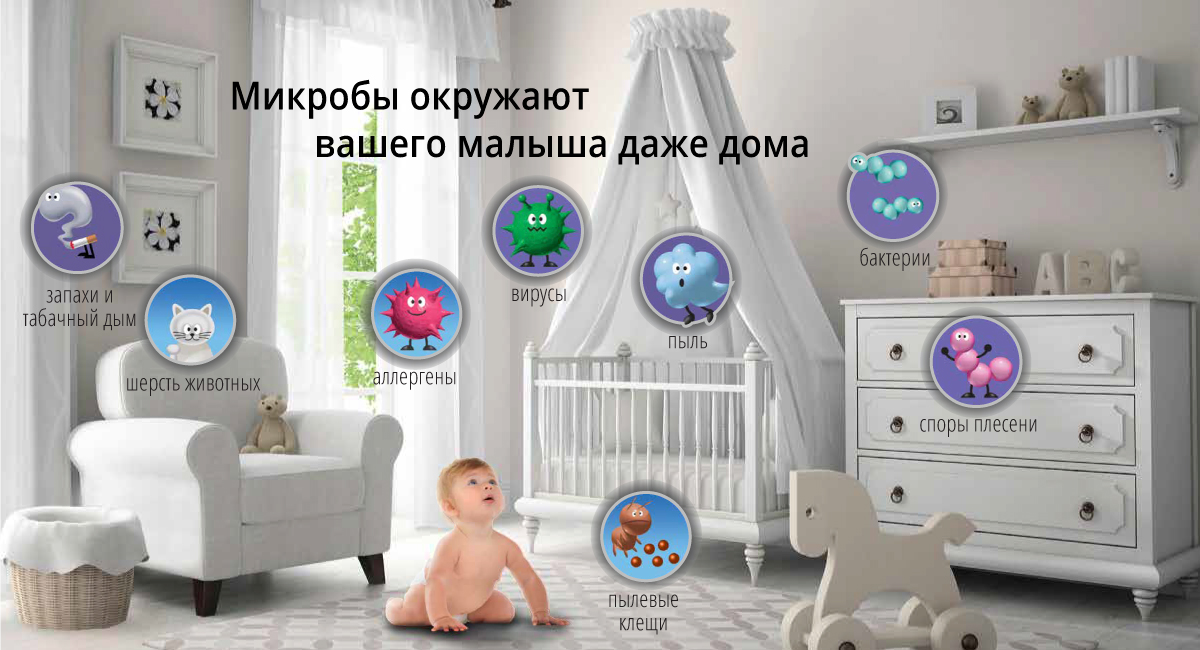 Микробы окружают
вашего малыша даже дома
запахи и
табачный дым
шерсть животных
аллергены
вирусы
пыль
бактерии
споры плесени
пылевые
клещи
ABC